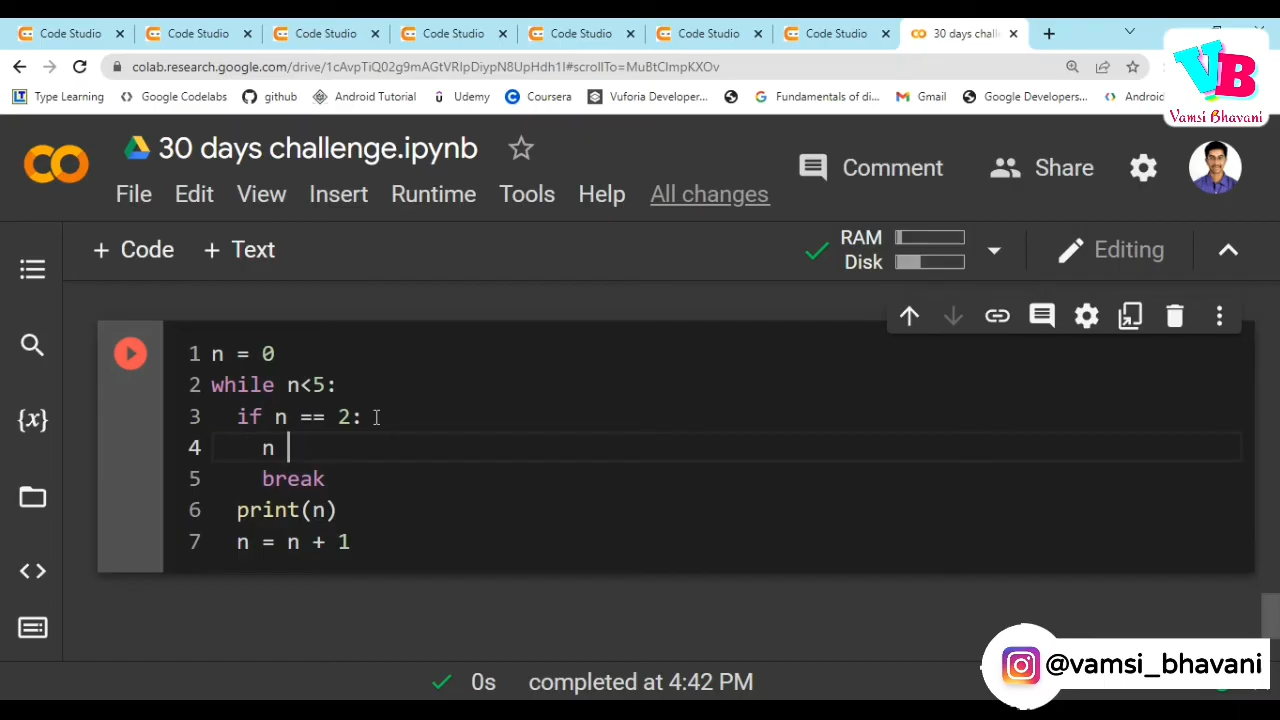 Code Studio
Code Studio
Code Studio
Code Studio
Code Studio
Code Studio
Code Studio
30 days chall
colab.research.google.com/drive/1cAvpTiQ02g9mAGtVRIpDiypN8UpHdh1I#scrollTo=MuBtClmpKXOv
Type Learning
Google Codelabs
github
Android Tutorial
Udemy
Coursera
Vuforia Developer...
Fundamentals of di...
Gmail
Google Developers...
Android
VB
Vamsi Bhavani
30 days challenge.ipynb
Comment
Share
File Edit View Insert Runtime Tools Help All changes
+ Code + Text
RAM
Disk
Editing
1 n = 0
2 while n<5:
3 if n == 2:
4 n
5 break
6 print(n)
7 n = n + 1
{x}
0s completed at 4:42 PM
@vamsi_bhavani